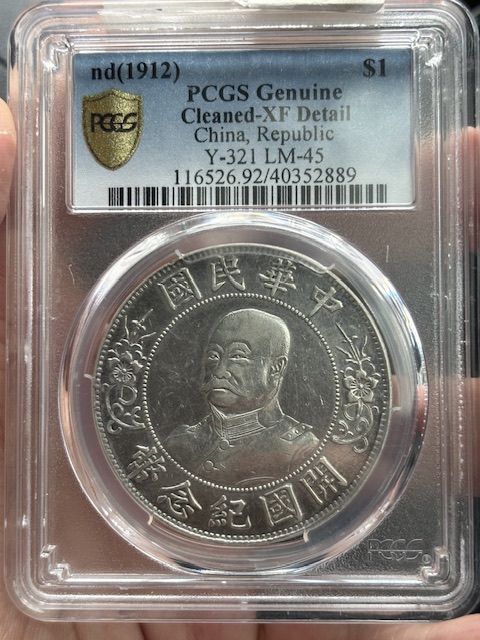 nd(1912) $1
PCGS Genuine
Cleaned-XF Detail
China, Republic
Y-321 LM-45
116526.92/40352889
PCGS
中華民國
開國紀念幣
PCGS